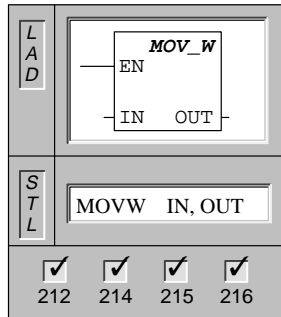 L
A
D
MOV_W
EN
IN OUT
S
T
L
MOVW IN, OUT
212 214 215 216